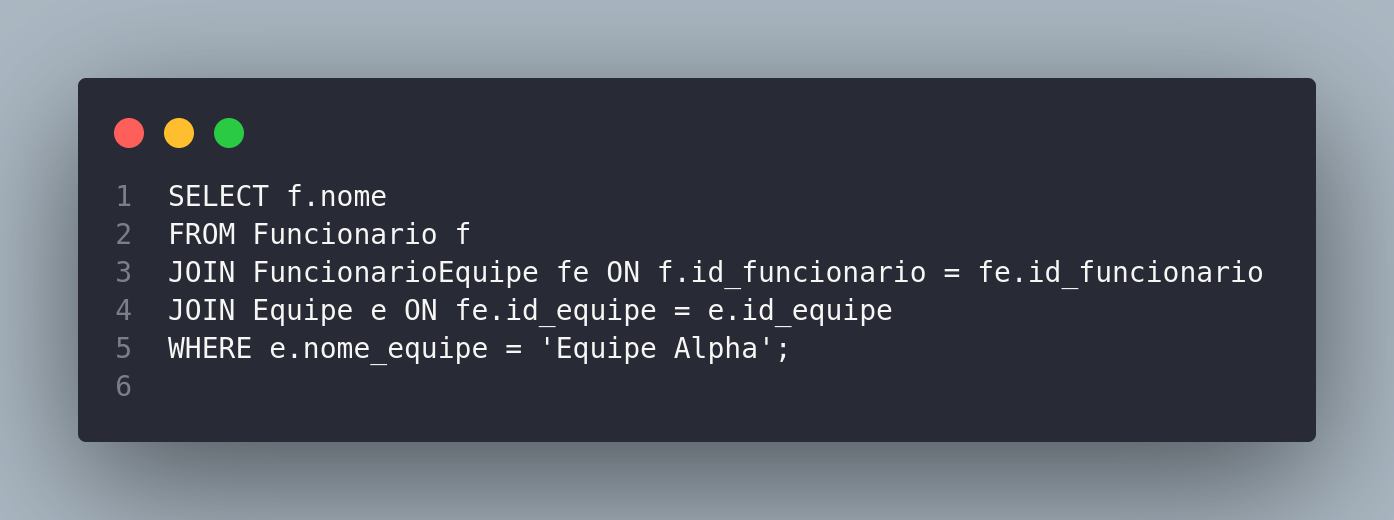 1 SELECT f.nome
2 FROM Funcionario f
3 JOIN FuncionarioEquipe fe ON f.id_funcionario = fe.id_funcionario
4 JOIN Equipe e ON fe.id_equipe = e.id_equipe
5 WHERE e.nome_equipe = 'Equipe Alpha';
6